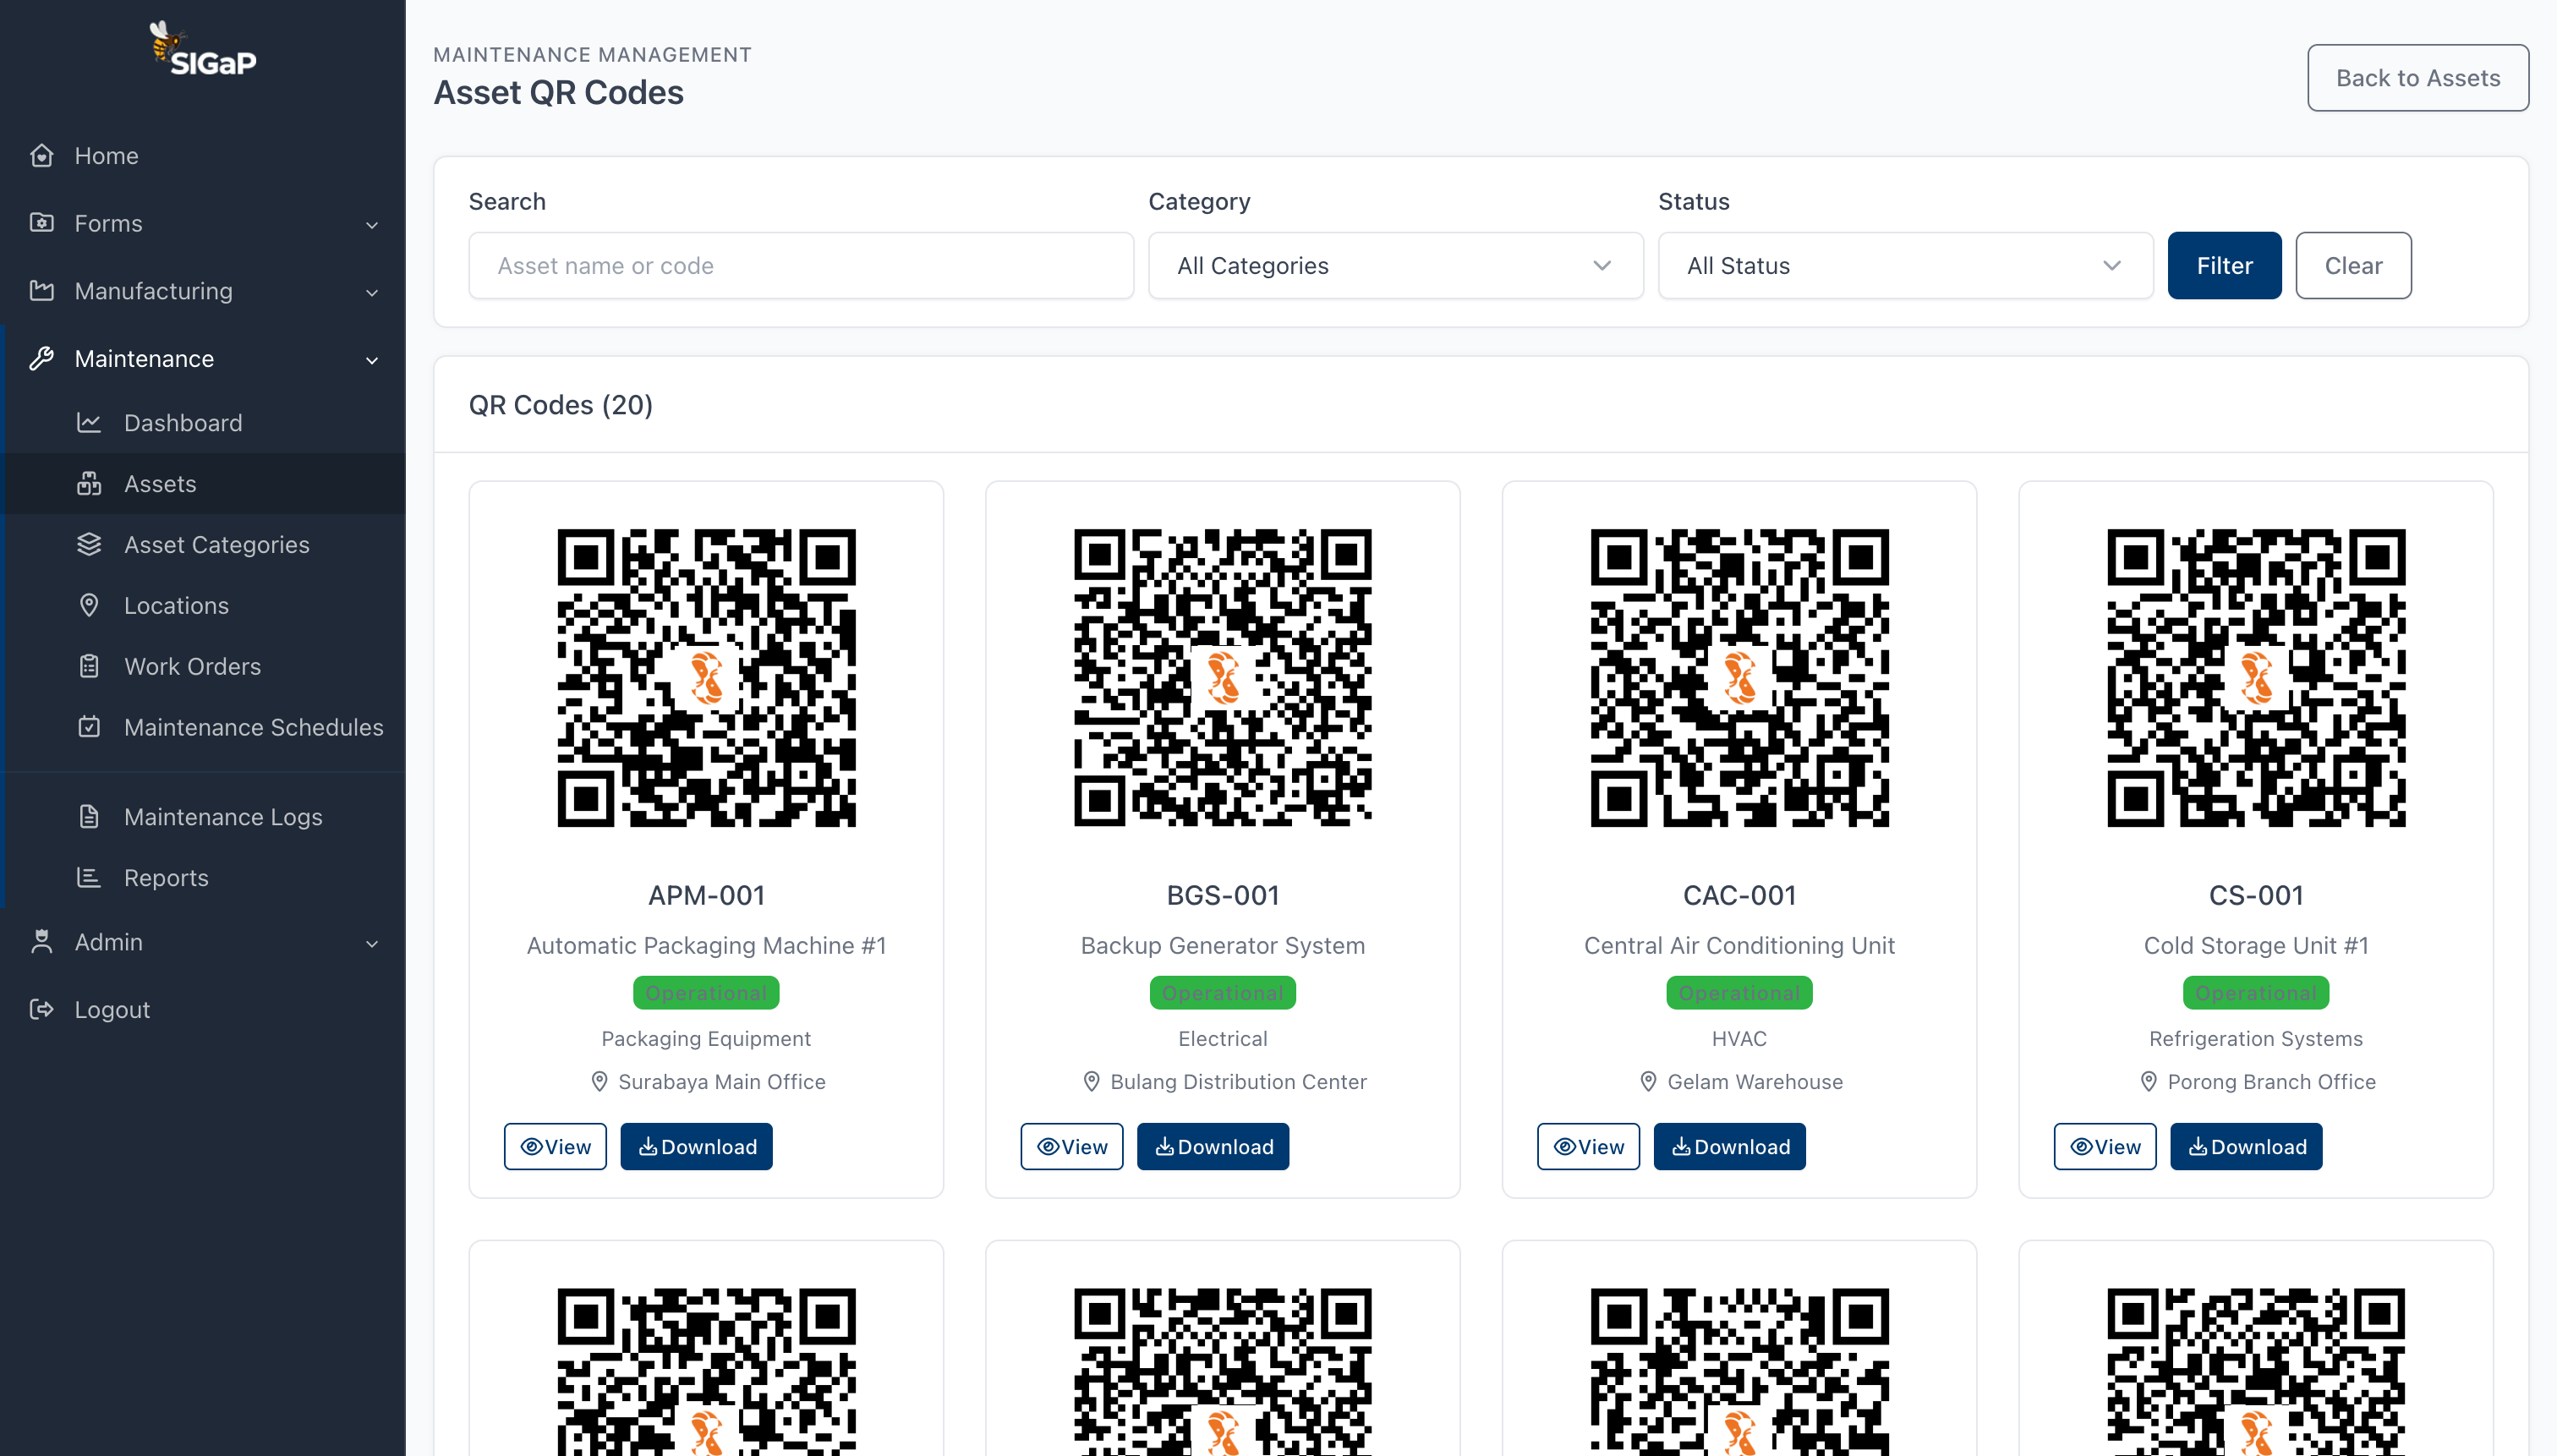 SIGaP
Home
Forms
Manufacturing
Maintenance
Dashboard
Assets
Asset Categories
Locations
Work Orders
Maintenance Schedules
Maintenance Logs
Reports
Admin
Logout
MAINTENANCE MANAGEMENT
Asset QR Codes
Back to Assets
Search
Category
Status
Asset name or code
All Categories
All Status
Filter
Clear
QR Codes (20)
APM-001
Automatic Packaging Machine #1
Operational
Packaging Equipment
Surabaya Main Office
View
Download
BGS-001
Backup Generator System
Operational
Electrical
Bulang Distribution Center
View
Download
CAC-001
Central Air Conditioning Unit
Operational
HVAC
Gelam Warehouse
View
Download
CS-001
Cold Storage Unit #1
Operational
Refrigeration Systems
Porong Branch Office
View
Download